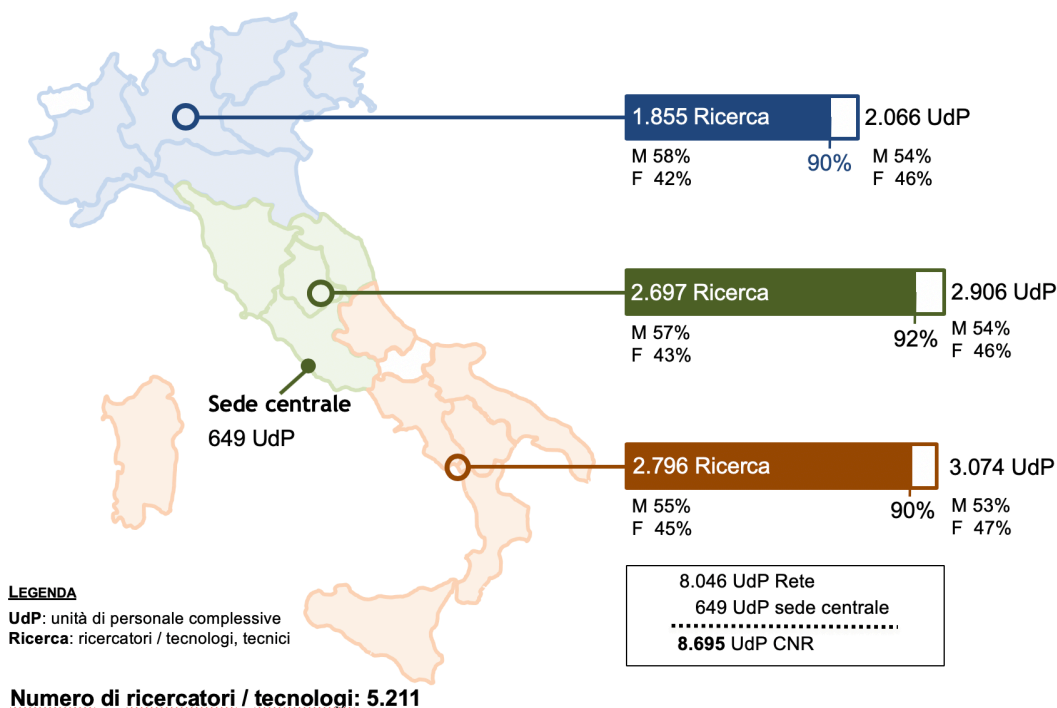 1.855 Ricerca
2.066 UdP
M 58%
F 42%
90%
M 54%
F 46%
2.697 Ricerca
2.906 UdP
M 57%
F 43%
92%
M 54%
F 46%
Sede centrale
649 UdP
2.796 Ricerca
3.074 UdP
M 55%
F 45%
90%
M 53%
F 47%
8.046 UdP Rete
649 UdP sede centrale
8.695 UdP CNR
LEGENDA
UdP: unità di personale complessive
Ricerca: ricercatori / tecnologi, tecnici
Numero di ricercatori / tecnologi: 5.211